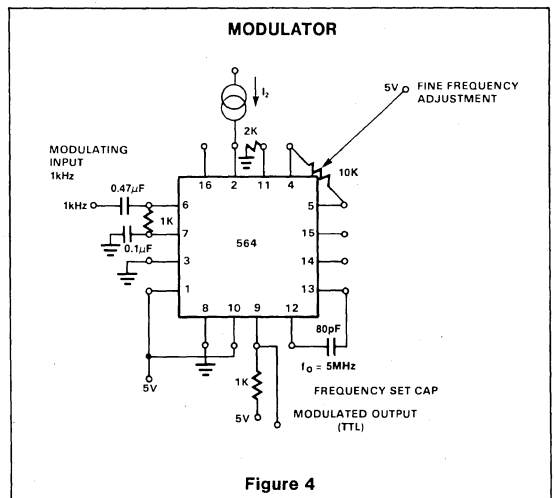 MODULATOR
I2
5V
FINE FREQUENCY
ADJUSTMENT
2K
10K
MODULATING
INPUT
1kHz
16
2
11
4
0.47μF
1kHz
6
5
1K
7
564
15
0.1μF
3
14
1
13
8
10
9
12
80pF
fo = 5MHz
1K
5V
FREQUENCY SET CAP
5V
MODULATED OUTPUT
(TTL)
Figure 4